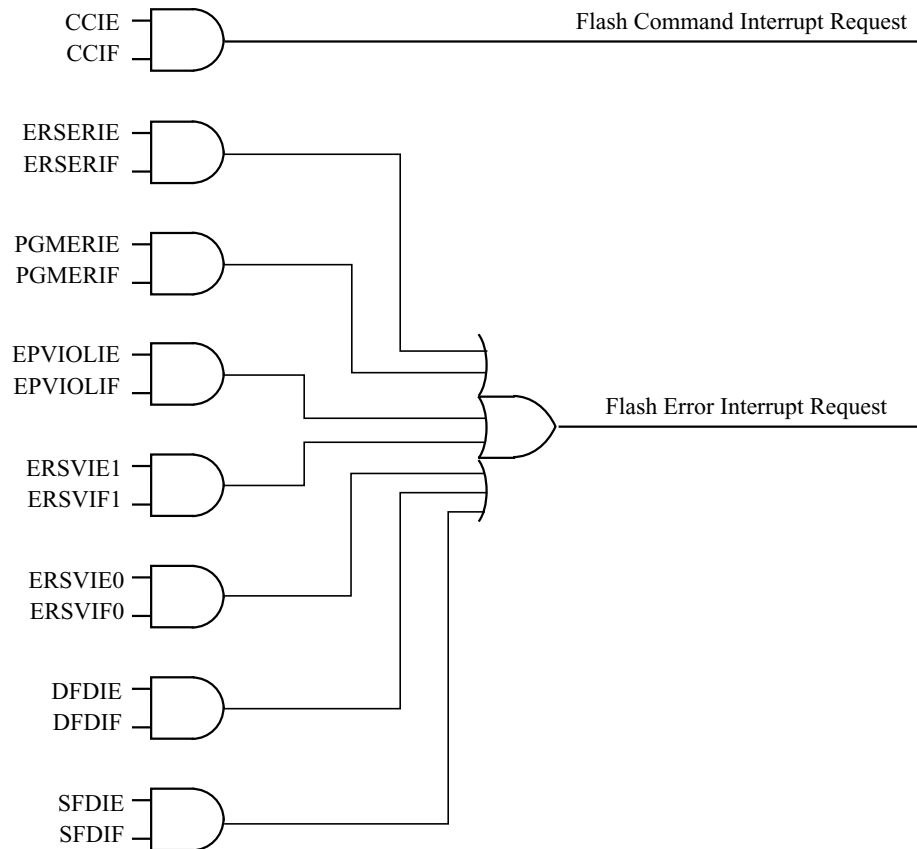 CCIE
CCIF
Flash Command Interrupt Request
ERSERIE
ERSERIF
PGMERIE
PGMERIF
EPVIOLIE
EPVIOLIF
Flash Error Interrupt Request
ERSVIE1
ERSVIF1
ERSVIE0
ERSVIF0
DFDIE
DFDIF
SFDIE
SFDIF